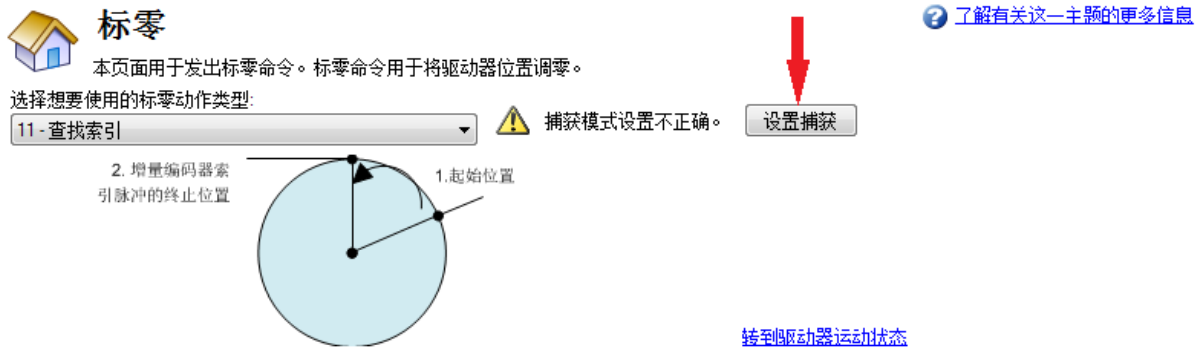 标零
了解有关这一主题的更多信息
本页面用于发出标零命令。标零命令用于将驱动器位置调零。
选择想要使用的标零动作类型:
11 - 查找索引
捕获模式设置不正确。
设置捕获
2. 增量编码器索
引脉冲的终止位置
1.起始位置
转到驱动器运动状态